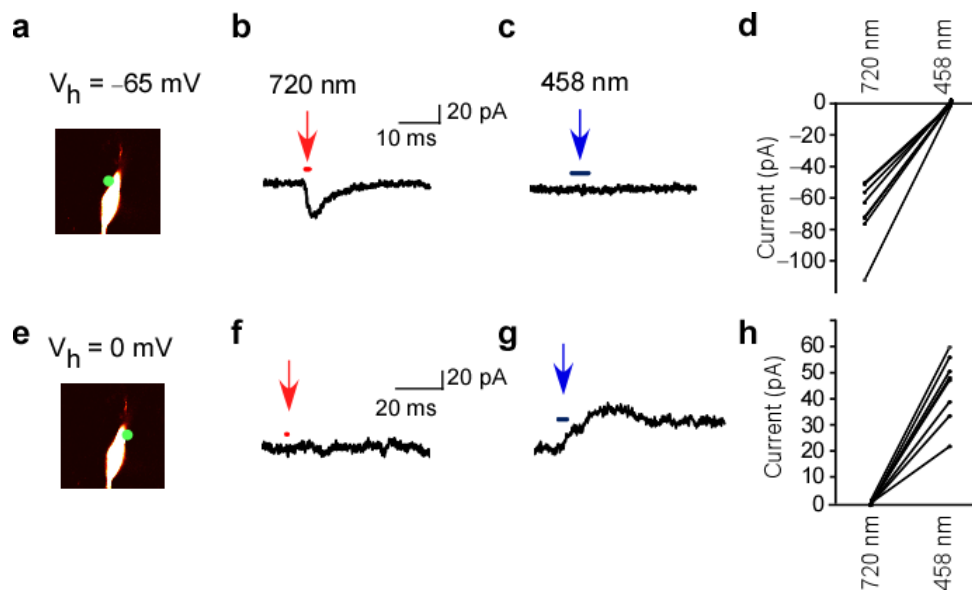 a
V_h = –65 mV
b
720 nm
20 pA
10 ms
c
458 nm
d
720 nm
458 nm
0
–20
–40
–60
–80
–100
Current (pA)
e
V_h = 0 mV
f
20 pA
20 ms
g
h
60
50
40
30
20
10
0
Current (pA)
720 nm
458 nm